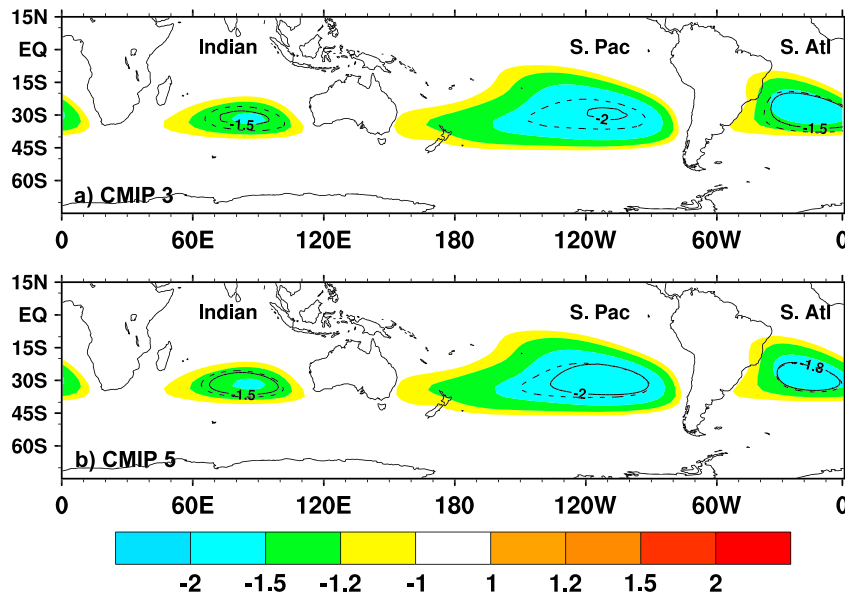 15N
EQ
15S
30S
45S
60S
Indian
S. Pac
S. Atl
-1.5
-2
-1.5
a) CMIP 3
0 60E 120E 180 120W 60W 0
15N
EQ
15S
30S
45S
60S
Indian
S. Pac
S. Atl
-1.5
-2
-1.8
b) CMIP 5
0 60E 120E 180 120W 60W 0
-2 -1.5 -1.2 -1 1 1.2 1.5 2